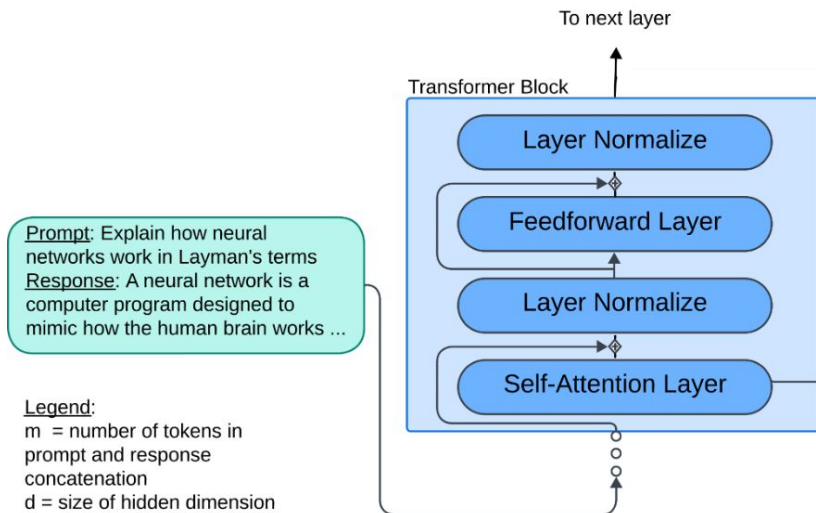 To next layer
Transformer Block
Layer Normalize
Feedforward Layer
Layer Normalize
Self-Attention Layer
Prompt: Explain how neural
networks work in Layman's terms
Response: A neural network is a
computer program designed to
mimic how the human brain works ...
Legend:
m = number of tokens in
prompt and response
concatenation
d = size of hidden dimension